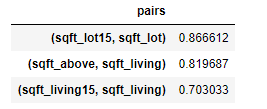 pairs
(sqft_lot15, sqft_lot) 0.866612
(sqft_above, sqft_living) 0.819687
(sqft_living15, sqft_living) 0.703033